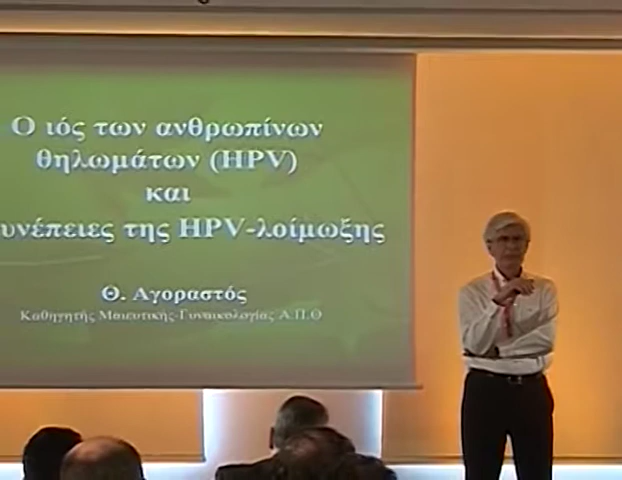 Ο ιός των ανθρωπίνων
θηλωμάτων (HPV)
και
υνέπειες της HPV-λοίμωξης
Θ. Αγοραστός
Καθηγητής Μαιευτικής-Γυναικολογίας Α.Π.Θ